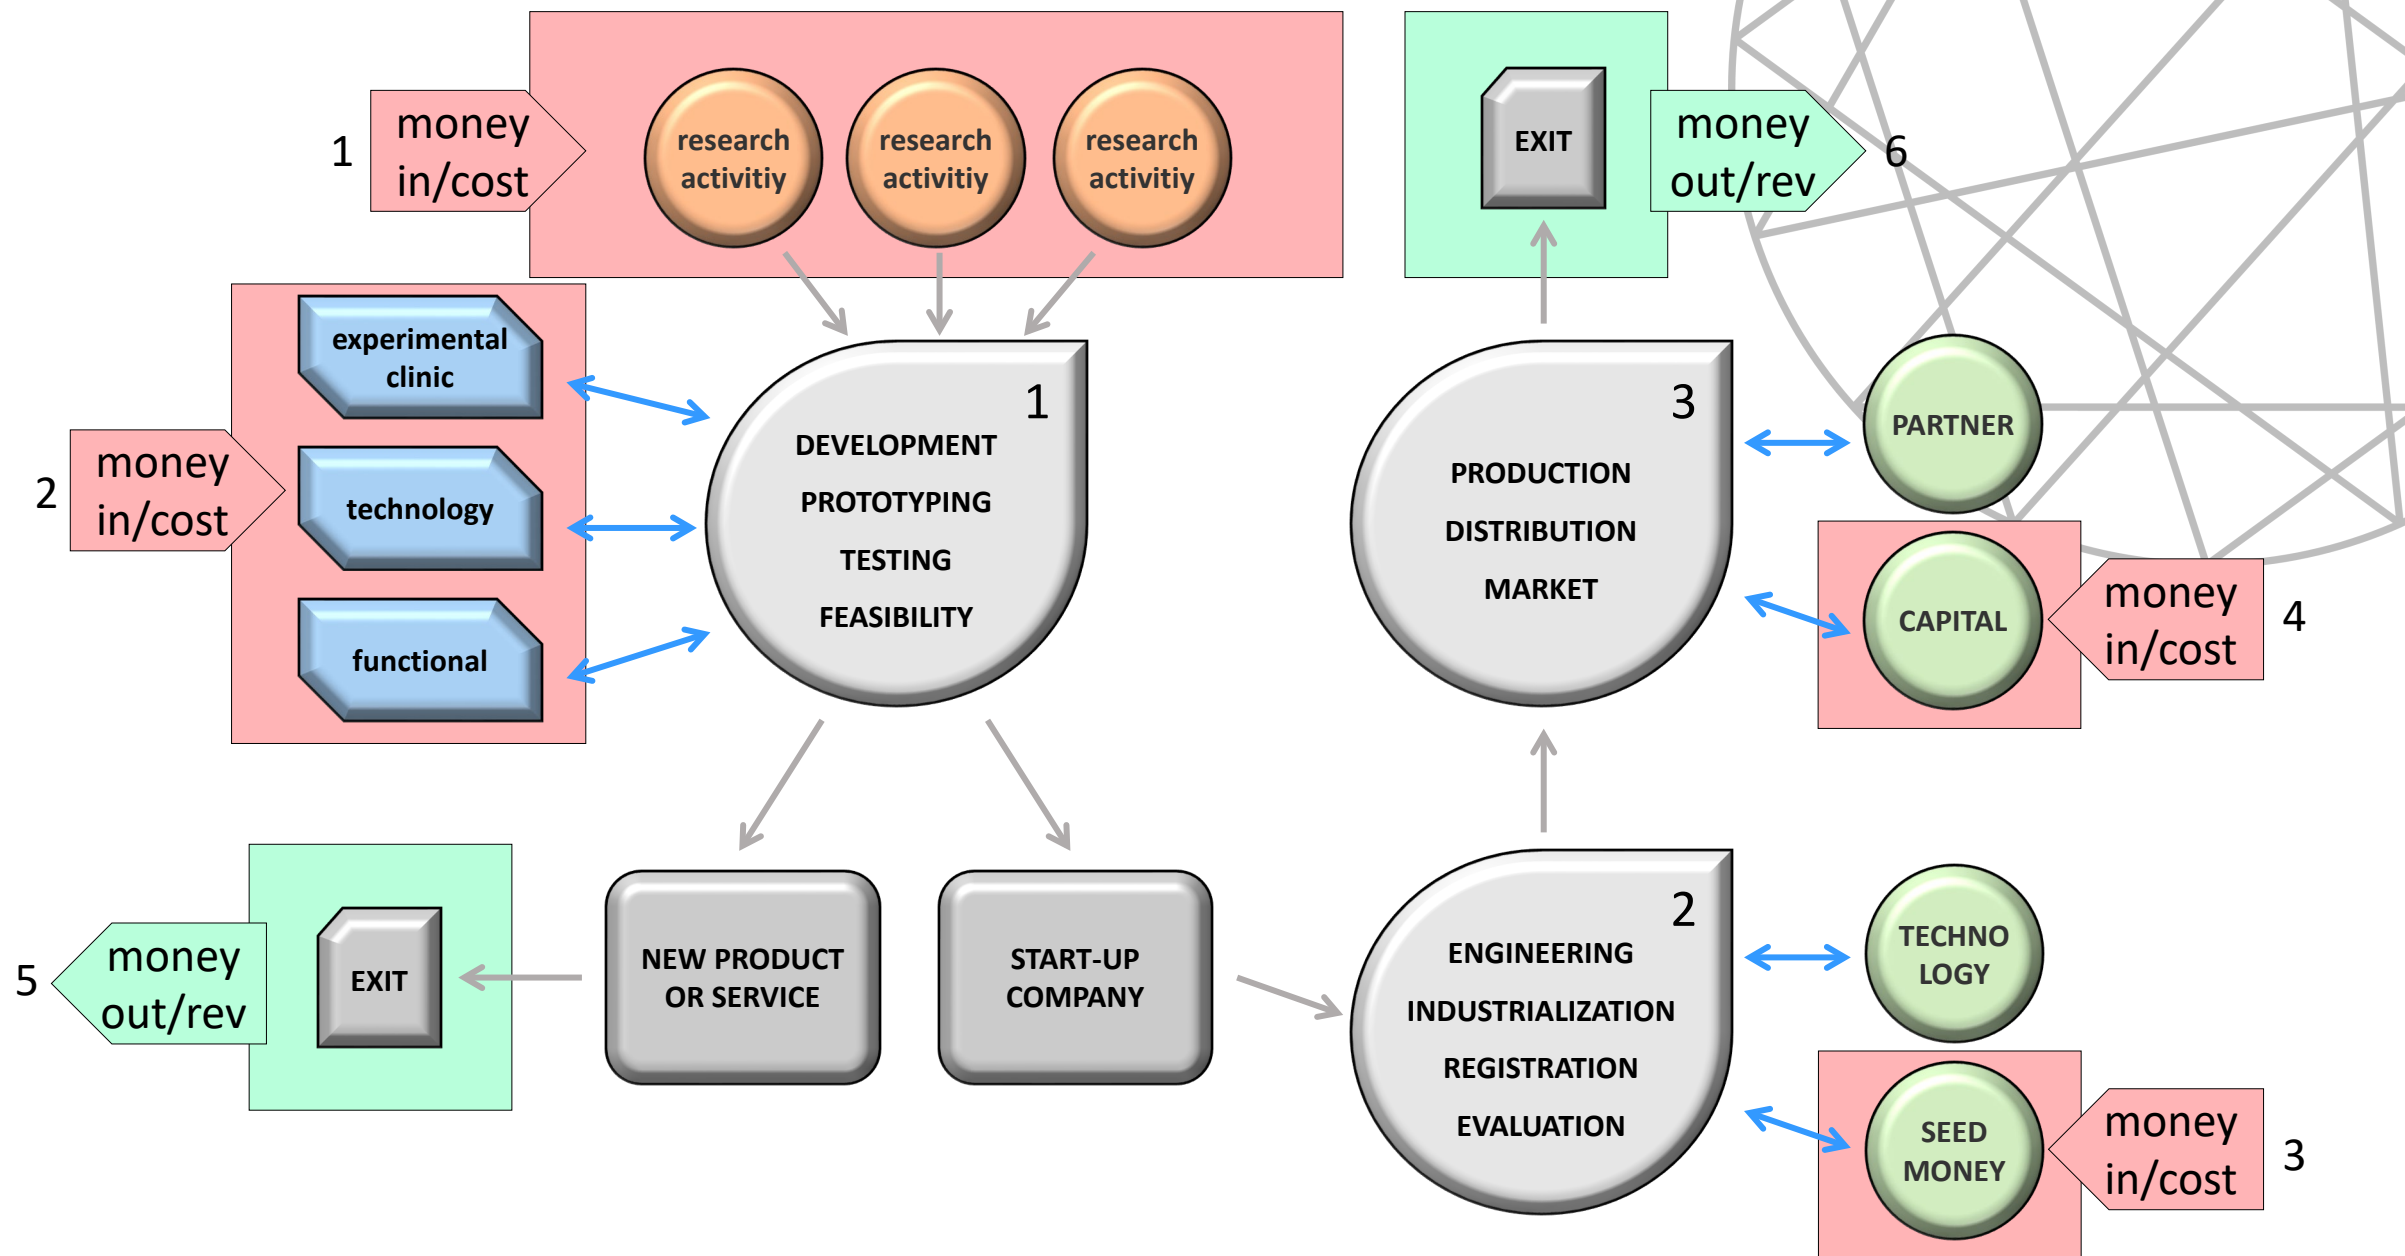 1
money
in/cost
research
activitiy
research
activitiy
research
activitiy
EXIT
money
out/rev
6
2
money
in/cost
experimental
clinic
technology
functional
1
DEVELOPMENT
PROTOTYPING
TESTING
FEASIBILITY
3
PRODUCTION
DISTRIBUTION
MARKET
PARTNER
CAPITAL
money
in/cost
4
5
money
out/rev
EXIT
NEW PRODUCT
OR SERVICE
START-UP
COMPANY
2
ENGINEERING
INDUSTRIALIZATION
REGISTRATION
EVALUATION
TECHNO
LOGY
SEED
MONEY
money
in/cost
3